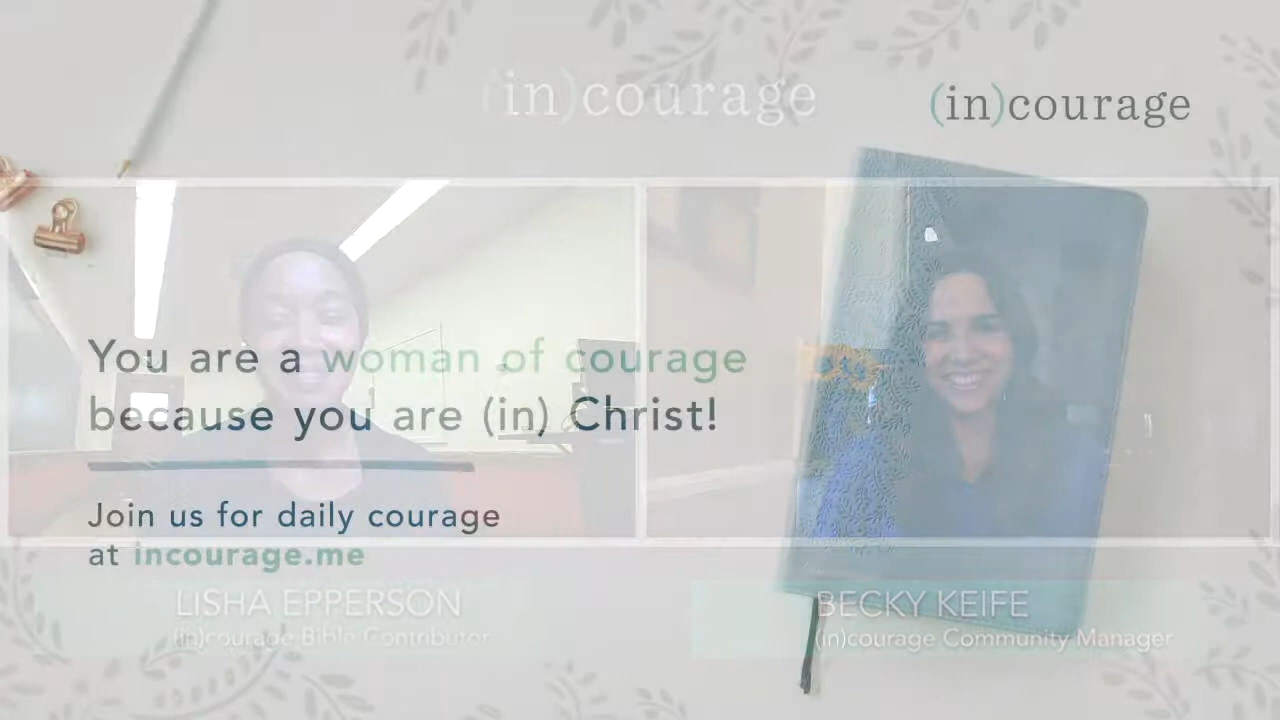 (in)courage
(in)courage
You are a woman of courage
because you are (in) Christ!
Join us for daily courage
at incourage.me
LISHA EPPERSON
(in)courage Bible Contributor
BECKY KEIFE
(in)courage Community Manager